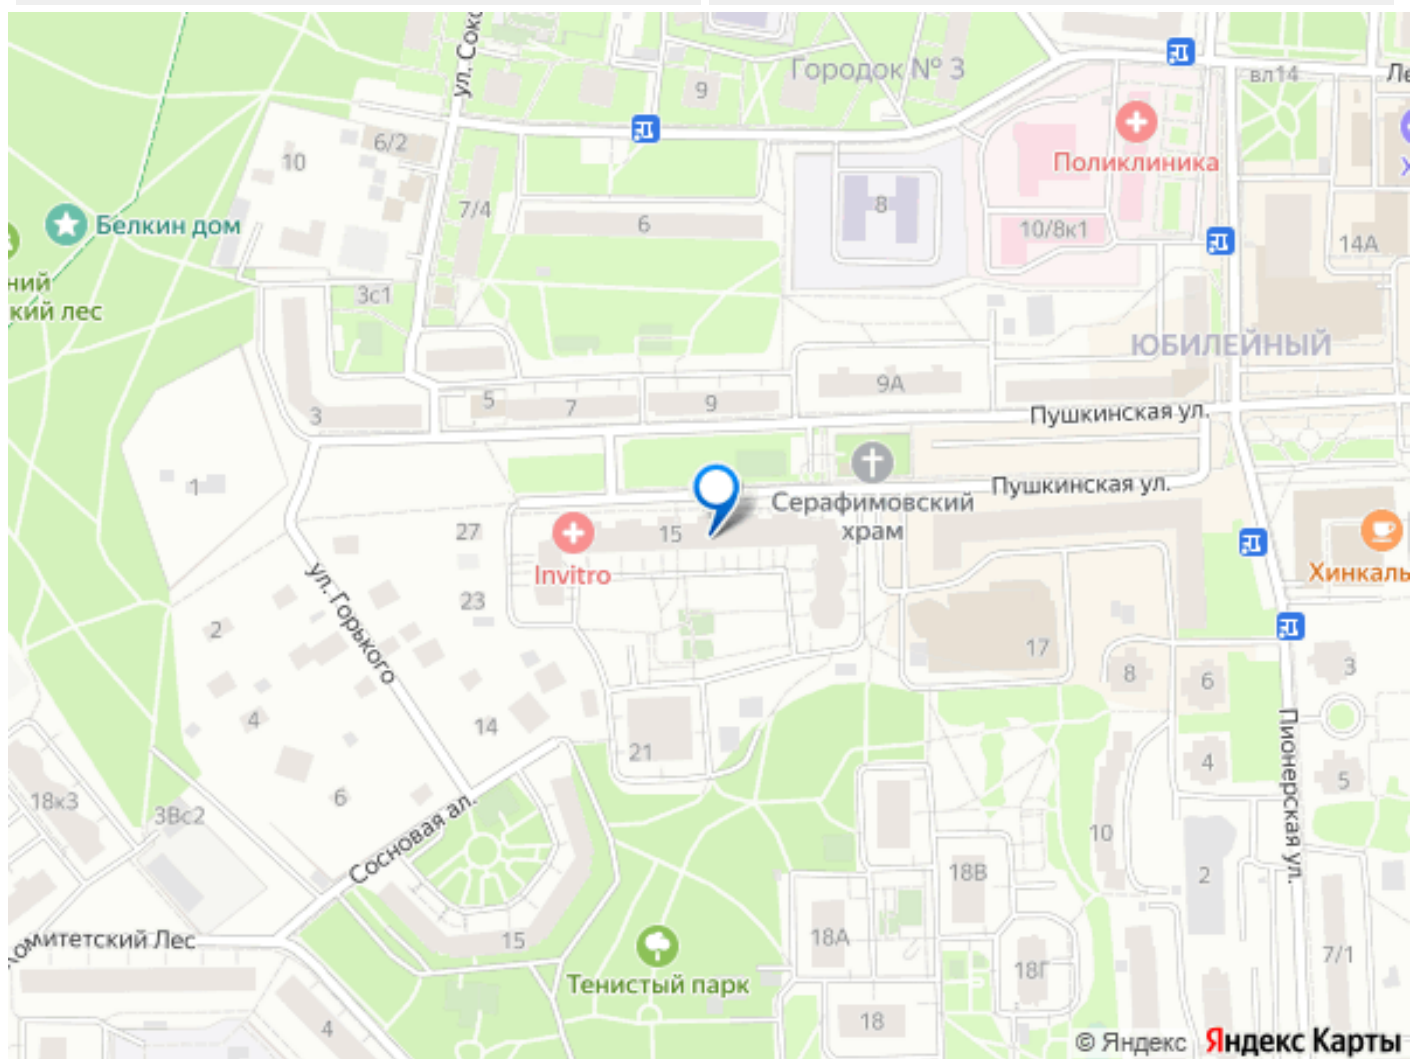 ул. Соко
Городок № 3
вл14
Ле
9
6/2
10
Поликлиника
Х
7/4
8
6
Белкин дом
10/8к1
14А
ний
кий лес
3с1
ЮБИЛЕЙНЫЙ
9А
5
7
9
3
Пушкинская ул.
1
Пушкинская ул.
Серафимовский
храм
27
15
Invitro
Хинкаль
ул. Горького
23
2
17
3
8
6
4
14
21
Пионерская ул.
4
5
18к3
6
3Вс2
Сосновая ал.
10
18В
2
омитетский Лес
15
18А
7/1
Тенистый парк
18Г
4
18
© Яндекс
Яндекс Карты